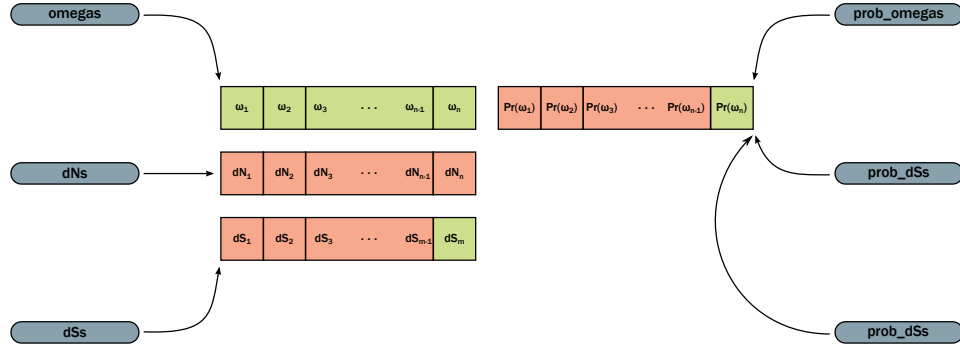 omegas
prob_omegas
ω1 ω2 ω3 · · · ωn-1 ωn
Pr(ω1) Pr(ω2) Pr(ω3) · · · Pr(ωn-1) Pr(ωn)
dNs
dN1 dN2 dN3 · · · dNn-1 dNn
prob_dSs
dS1 dS2 dS3 · · · dSm-1 dSm
dSs
prob_dSs